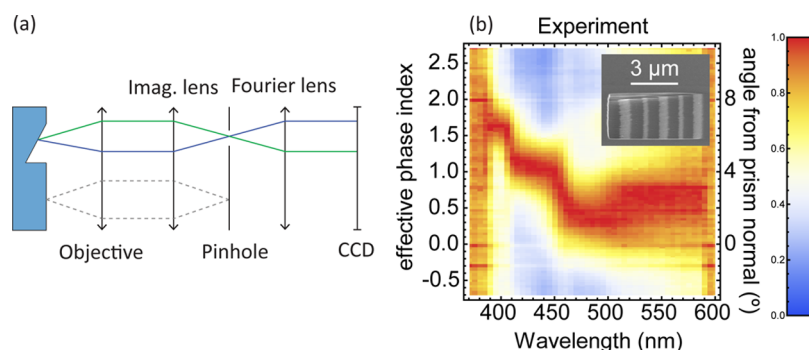 (a)
Imag. lens
Fourier lens
Objective
Pinhole
CCD
(b)
Experiment
3 µm
effective phase index
2.5
2.0
1.5
1.0
0.5
0.0
-0.5
400
450
500
550
600
Wavelength (nm)
8
6
4
2
0
angle from prism normal (º)
1.0
0.8
0.6
0.4
0.2
0.0